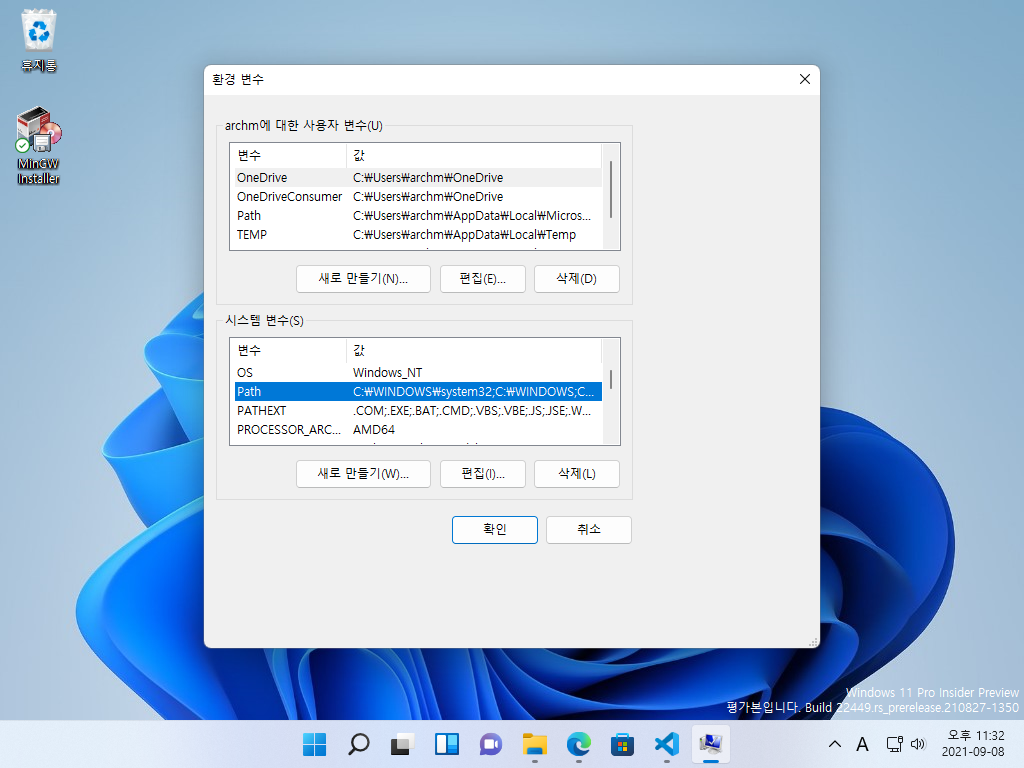 휴지통
MinGW
Installer
환경 변수
archm에 대한 사용자 변수(U)
변수 값
OneDrive C:₩Users₩archm₩OneDrive
OneDriveConsumer C:₩Users₩archm₩OneDrive
Path C:₩Users₩archm₩AppData₩Local₩Micros...
TEMP C:₩Users₩archm₩AppData₩Local₩Temp
새로 만들기(N)... 편집(E)... 삭제(D)
시스템 변수(S)
변수 값
OS Windows_NT
Path C:₩WINDOWS₩system32;C:₩WINDOWS;C...
PATHEXT .COM;.EXE;.BAT;.CMD;.VBS;.VBE;.JS;.JSE;.W...
PROCESSOR_ARC... AMD64
새로 만들기(W)... 편집(I)... 삭제(L)
확인 취소
Windows 11 Pro Insider Preview
평가본입니다. Build 22449.rs_prerelease.210827-1350
A
오후 11:32
2021-09-08